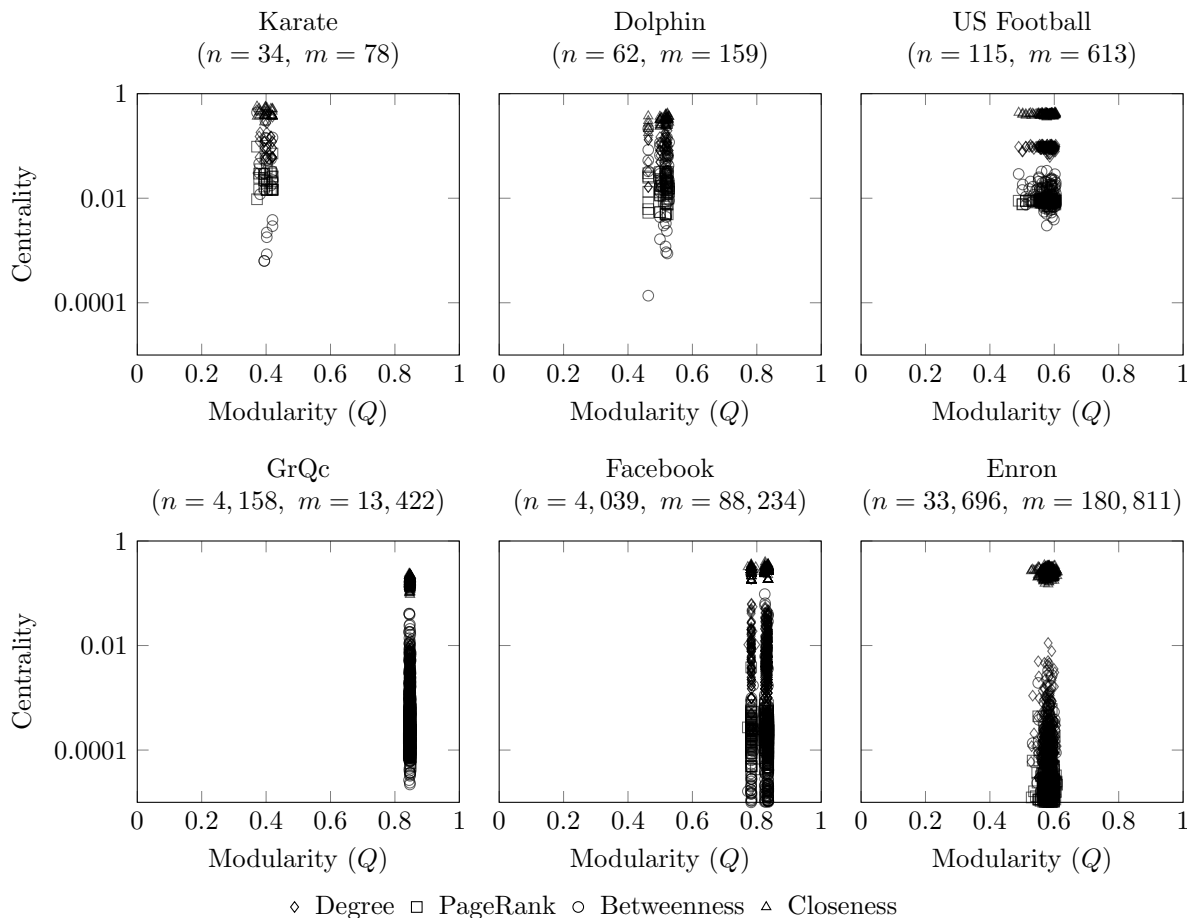 Karate
(n = 34, m = 78)
Dolphin
(n = 62, m = 159)
US Football
(n = 115, m = 613)
Centrality
1
0.01
0.0001
0 0.2 0.4 0.6 0.8 1
0 0.2 0.4 0.6 0.8 1
0 0.2 0.4 0.6 0.8 1
Modularity (Q)
Modularity (Q)
Modularity (Q)
GrQc
(n = 4, 158, m = 13, 422)
Facebook
(n = 4, 039, m = 88, 234)
Enron
(n = 33, 696, m = 180, 811)
Centrality
1
0.01
0.0001
0 0.2 0.4 0.6 0.8 1
0 0.2 0.4 0.6 0.8 1
0 0.2 0.4 0.6 0.8 1
Modularity (Q)
Modularity (Q)
Modularity (Q)
Degree PageRank Betweenness Closeness